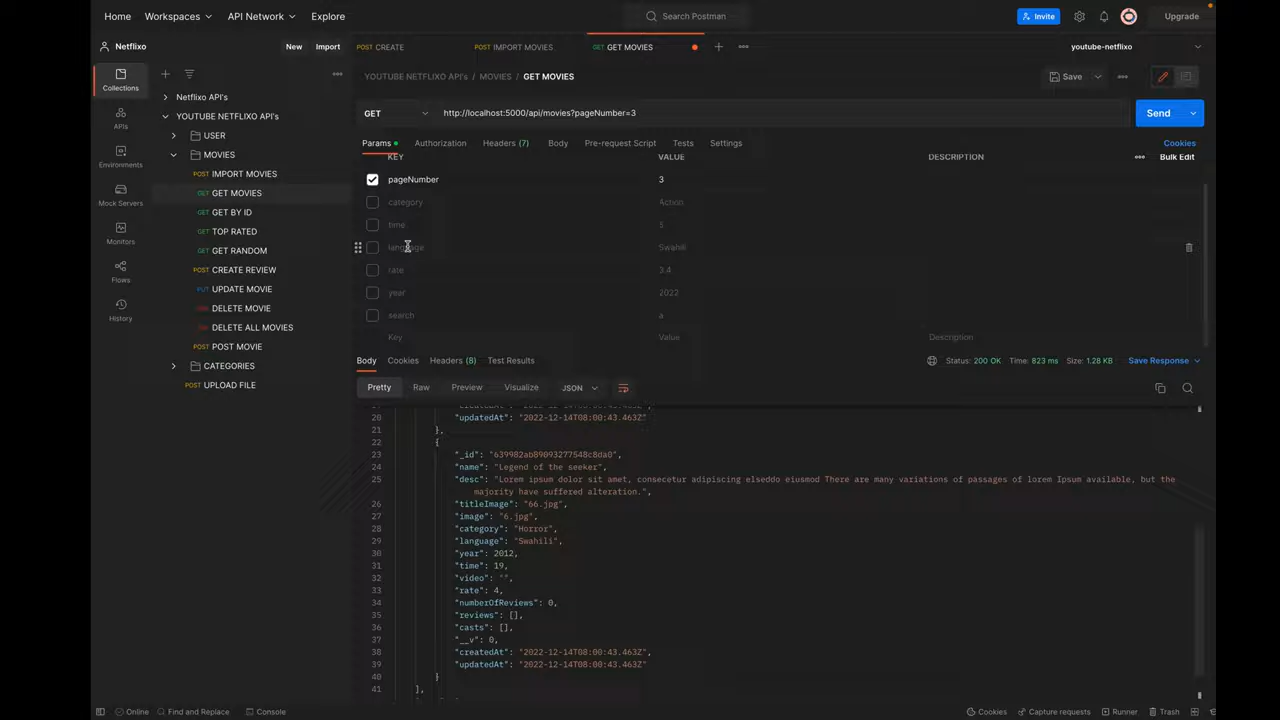 Home Workspaces API Network Explore Search Postman Invite Upgrade
Netflixo New Import POST CREATE POST IMPORT MOVIES GET GET MOVIES youtube-netflixo
Collections
APIs
Environments
Mock Servers
Monitors
Flows
History
Netflixo API's
YOUTUBE NETFLIXO API's
USER
MOVIES
POST IMPORT MOVIES
GET GET MOVIES
GET GET BY ID
GET TOP RATED
GET GET RANDOM
POST CREATE REVIEW
PUT UPDATE MOVIE
DELETE MOVIE
DELETE ALL MOVIES
POST POST MOVIE
CATEGORIES
POST UPLOAD FILE
YOUTUBE NETFLIXO API's / MOVIES / GET MOVIES Save
GET http://localhost:5000/api/movies?pageNumber=3 Send
Params Authorization Headers (7) Body Pre-request Script Tests Settings Cookies
KEY VALUE DESCRIPTION Bulk Edit
pageNumber 3
category Action
time 5
language Swahili
rate 3.4
year 2022
search a
Key Value Description
Body Cookies Headers (8) Test Results Status: 200 OK Time: 823 ms Size: 1.28 KB Save Response
Pretty Raw Preview Visualize JSON
20 "updatedAt": "2022-12-14T08:00:43.463Z"
21 },
22 {
23 "_id": "639982ab89093277548c8da0",
24 "name": "Legend of the seeker",
25 "desc": "Lorem ipsum dolor sit amet, consecetur adipiscing elseddo eiusmod There are many variations of passages of lorem Ipsum available, but the
majority have suffered alteration.",
26 "titleImage": "66.jpg",
27 "image": "6.jpg",
28 "category": "Horror",
29 "language": "Swahili",
30 "year": 2012,
31 "time": 19,
32 "video": "",
33 "rate": 4,
34 "numberOfReviews": 0,
35 "reviews": [],
36 "casts": [],
37 "__v": 0,
38 "createdAt": "2022-12-14T08:00:43.463Z",
39 "updatedAt": "2022-12-14T08:00:43.463Z"
40 }
41 ],
Online Find and Replace Console Cookies Capture requests Runner Trash